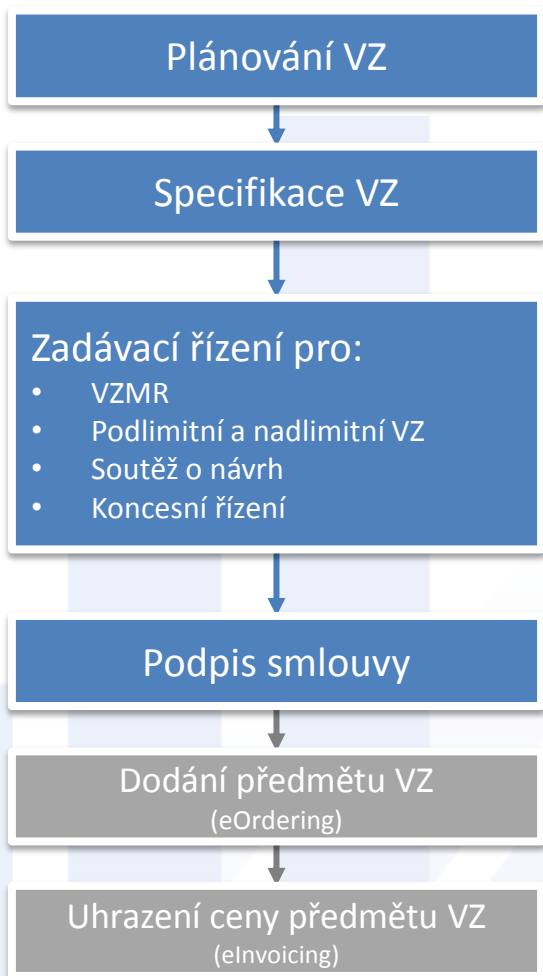 Plánování VZ
Specifikace VZ
Zadávací řízení pro:
• VZMR
• Podlimitní a nadlimitní VZ
• Soutěž o návrh
• Koncesní řízení
Podpis smlouvy
Dodání předmětu VZ
(eOrdering)
Uhrazení ceny předmětu VZ
(eInvoicing)